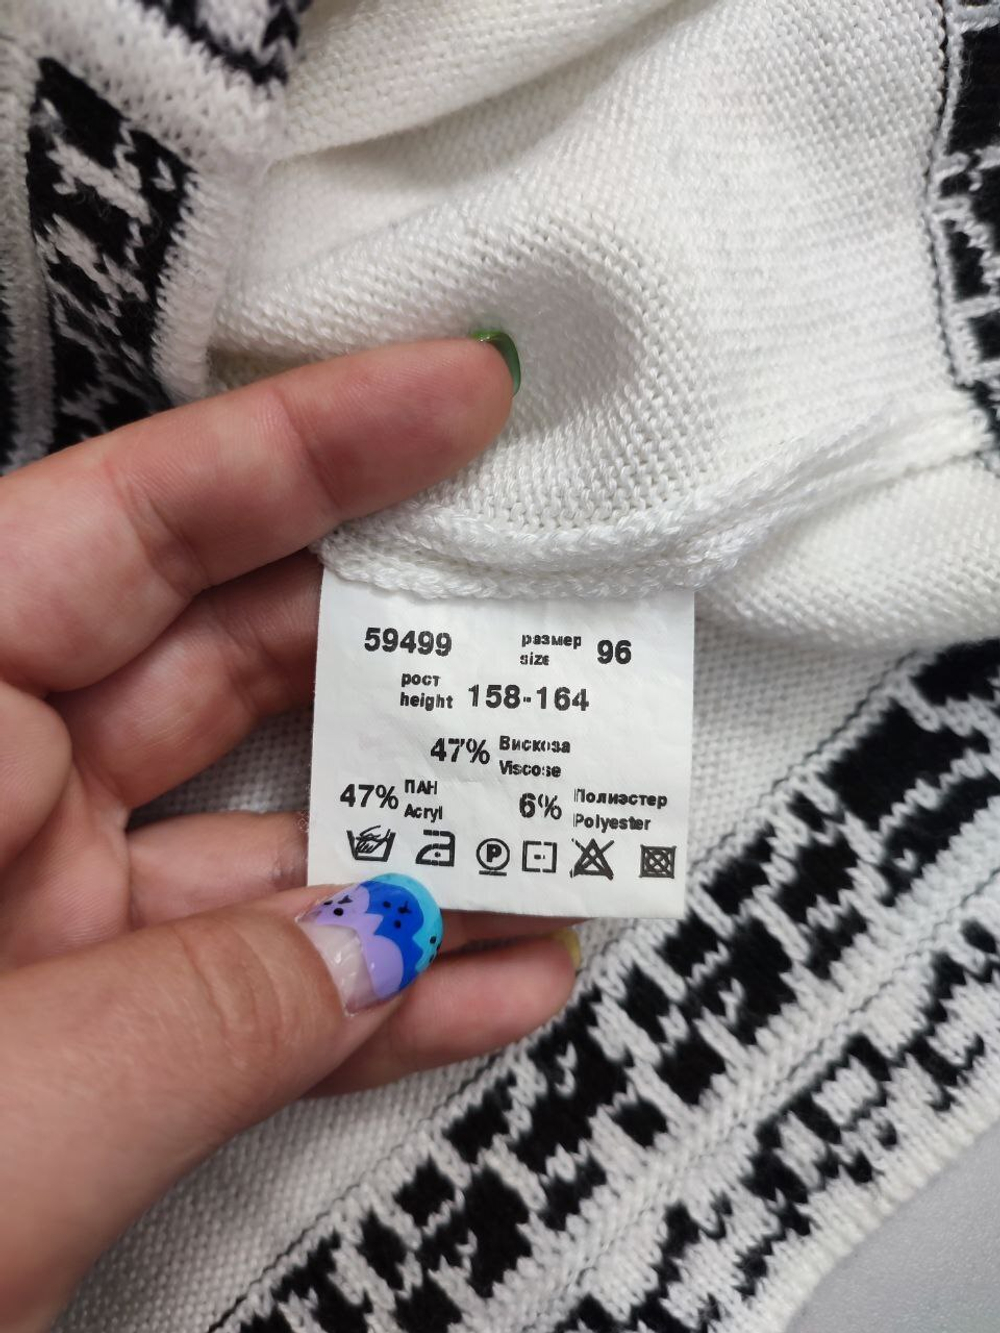 59499 размер 96
size
рост
height 158-164
47% Вискоза
Viscose
47% ПАН 6% Полиэстер
Acryl Polyester
P